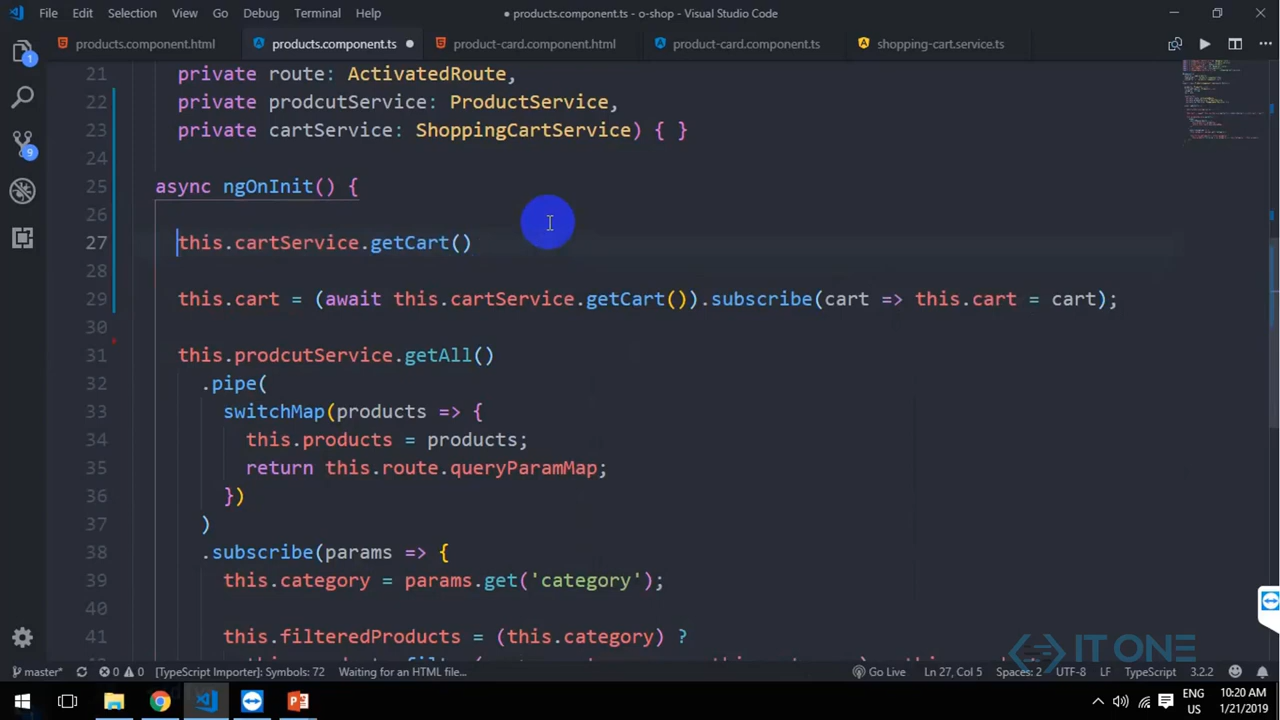 File Edit Selection View Go Debug Terminal Help
● products.component.ts - o-shop - Visual Studio Code
products.component.html products.component.ts ● product-card.component.html product-card.component.ts shopping-cart.service.ts
1
9
21 private route: ActivatedRoute,
22 private prodcutService: ProductService,
23 private cartService: ShoppingCartService) { }
24
25 async ngOnInit() {
26
27 this.cartService.getCart()
28
29 this.cart = (await this.cartService.getCart()).subscribe(cart => this.cart = cart);
30
31 this.prodcutService.getAll()
32 .pipe(
33 switchMap(products => {
34 this.products = products;
35 return this.route.queryParamMap;
36 })
37 )
38 .subscribe(params => {
39 this.category = params.get('category');
40
41 this.filteredProducts = (this.category) ?
IT ONE
master* 0 0 [TypeScript Importer]: Symbols: 72 Waiting for an HTML file... Go Live Ln 27, Col 5 Spaces: 2 UTF-8 LF TypeScript 3.2.2
ENG 10:20 AM
US 1/21/2019